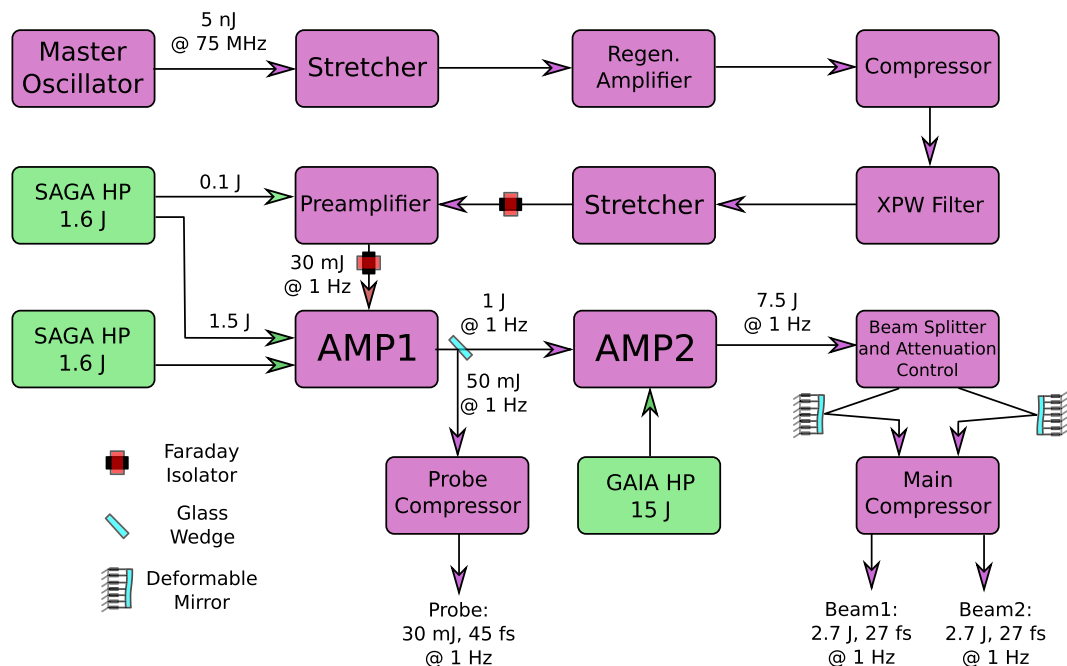 5 nJ
@ 75 MHz
Master
Oscillator
Stretcher
Regen.
Amplifier
Compressor
SAGA HP
1.6 J
0.1 J
Preamplifier
Stretcher
XPW Filter
30 mJ
@ 1 Hz
SAGA HP
1.6 J
1.5 J
AMP1
1 J
@ 1 Hz
AMP2
7.5 J
@ 1 Hz
Beam Splitter
and Attenuation
Control
50 mJ
@ 1 Hz
Faraday
Isolator
Probe
Compressor
GAIA HP
15 J
Main
Compressor
Glass
Wedge
Deformable
Mirror
Probe:
30 mJ, 45 fs
@ 1 Hz
Beam1:
2.7 J, 27 fs
@ 1 Hz
Beam2:
2.7 J, 27 fs
@ 1 Hz